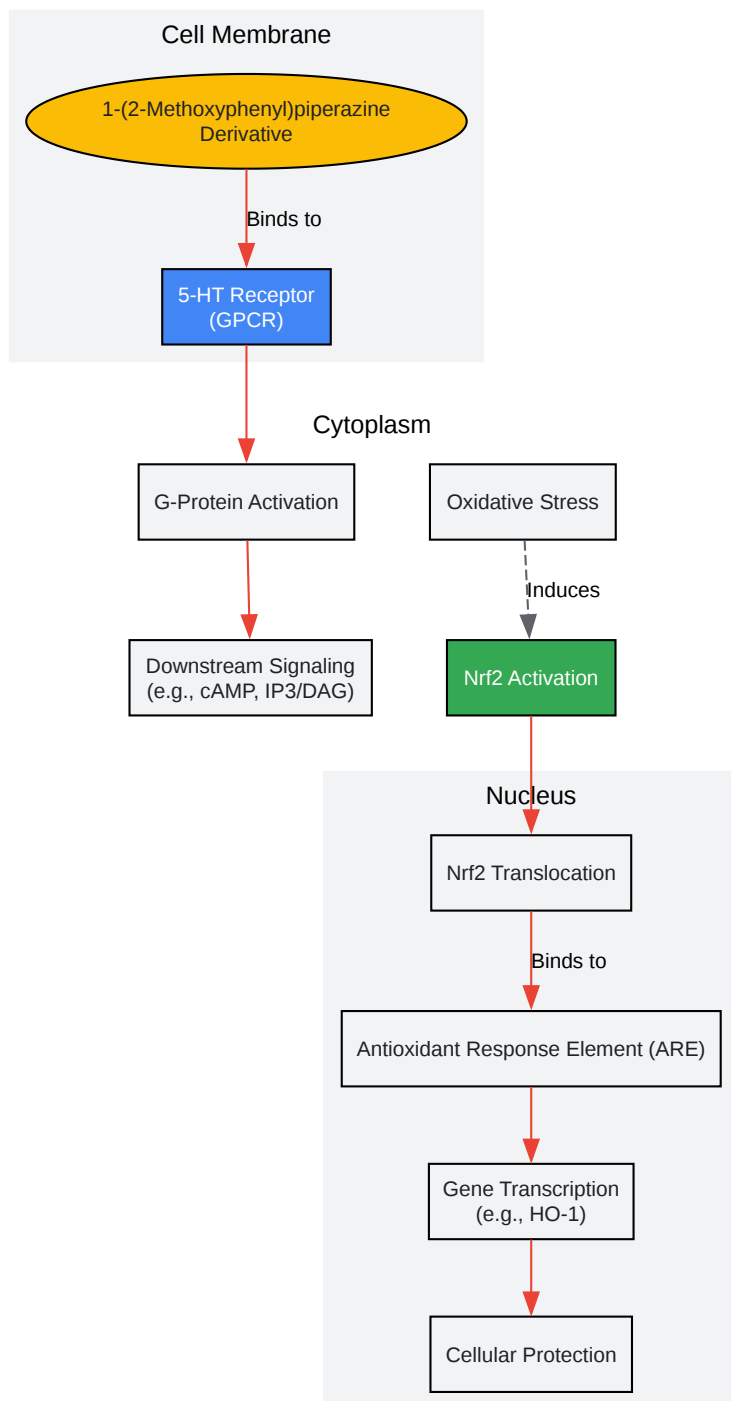 Cell Membrane
1-(2-Methoxyphenyl)piperazine
Derivative
Binds to
5-HT Receptor
(GPCR)
Cytoplasm
G-Protein Activation
Oxidative Stress
Induces
Downstream Signaling
(e.g., cAMP, IP3/DAG)
Nrf2 Activation
Nucleus
Nrf2 Translocation
Binds to
Antioxidant Response Element (ARE)
Gene Transcription
(e.g., HO-1)
Cellular Protection